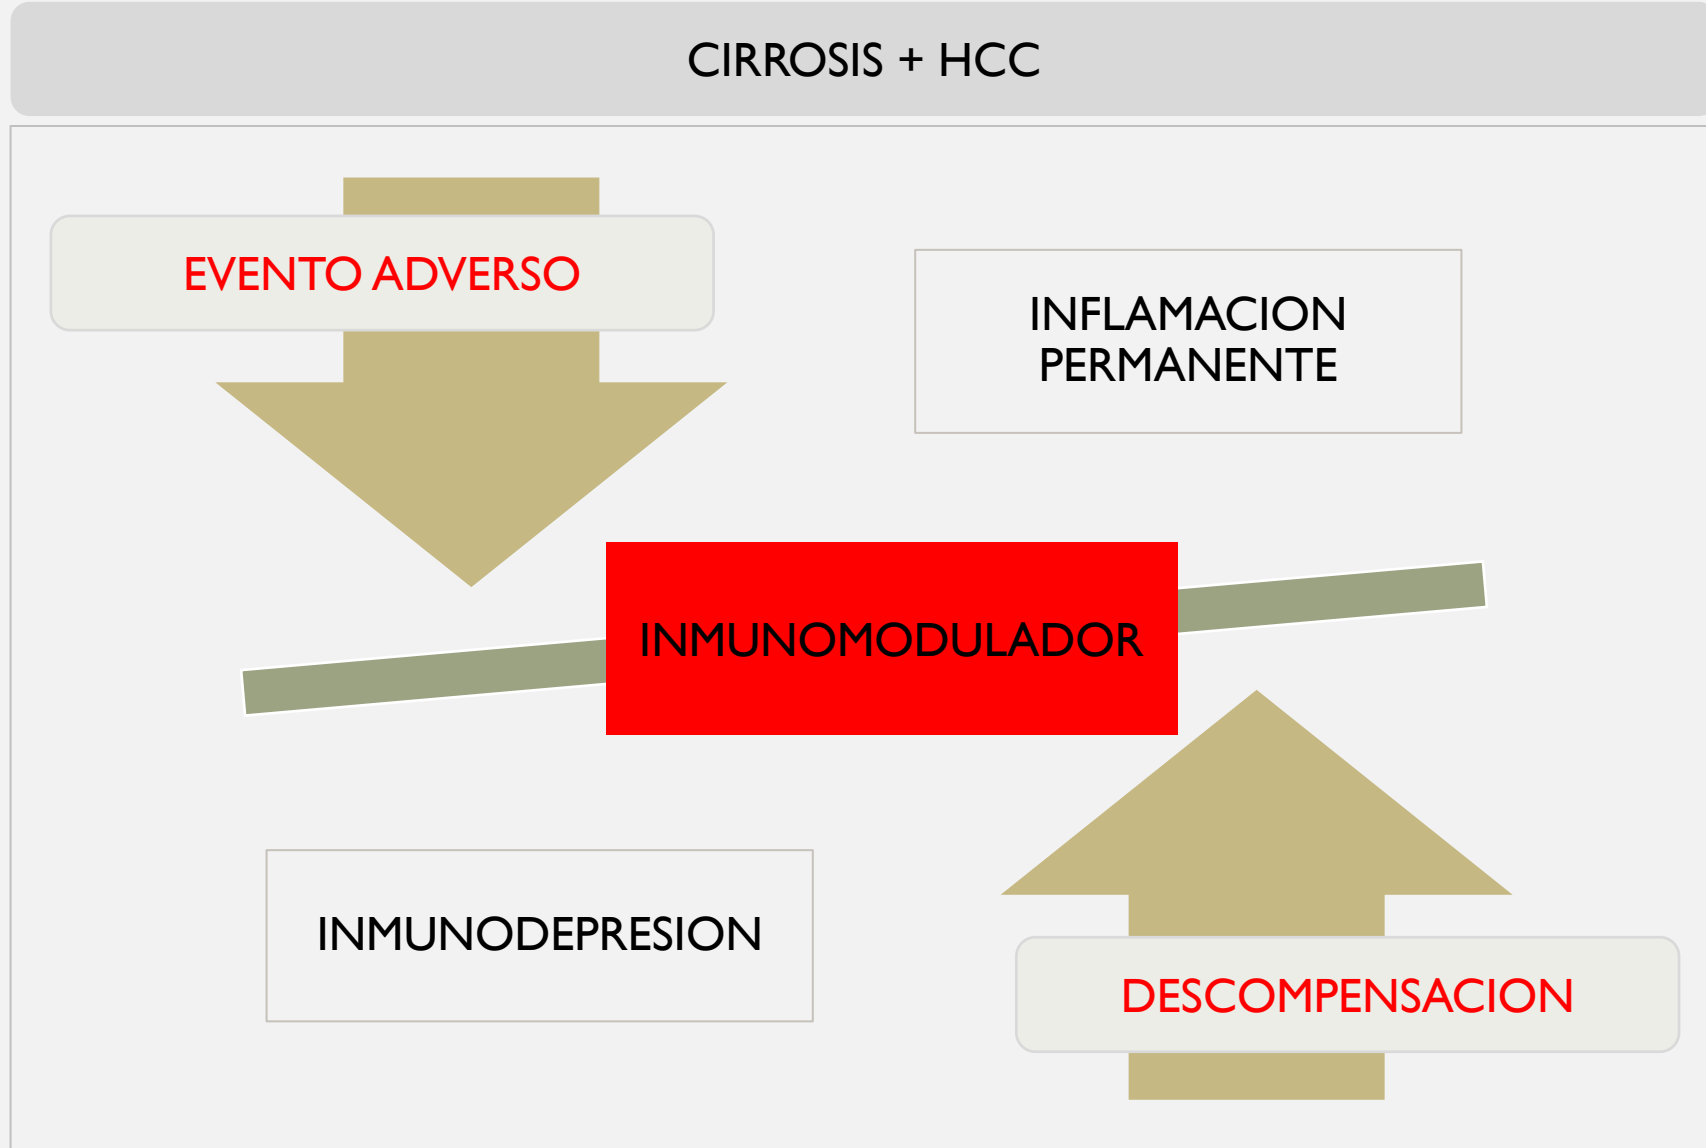 CIRROSIS + HCC
EVENTO ADVERSO
INFLAMACION
PERMANENTE
INMUNOMODULADOR
INMUNODEPRESION
DESCOMPENSACION